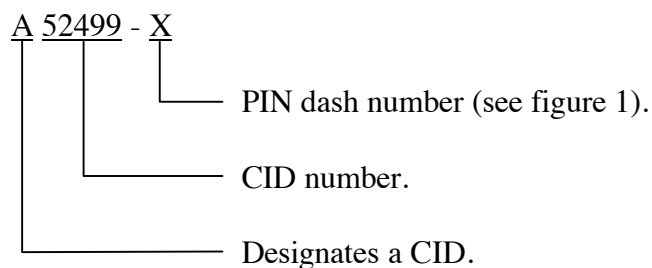 A 52499 - X
PIN dash number (see figure 1).
CID number.
Designates a CID.